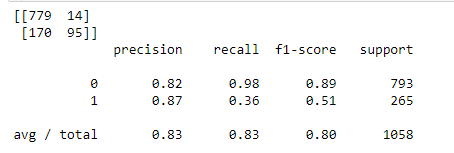 [[779 14]
[170 95]]
precision recall f1-score support
0 0.82 0.98 0.89 793
1 0.87 0.36 0.51 265
avg / total 0.83 0.83 0.80 1058